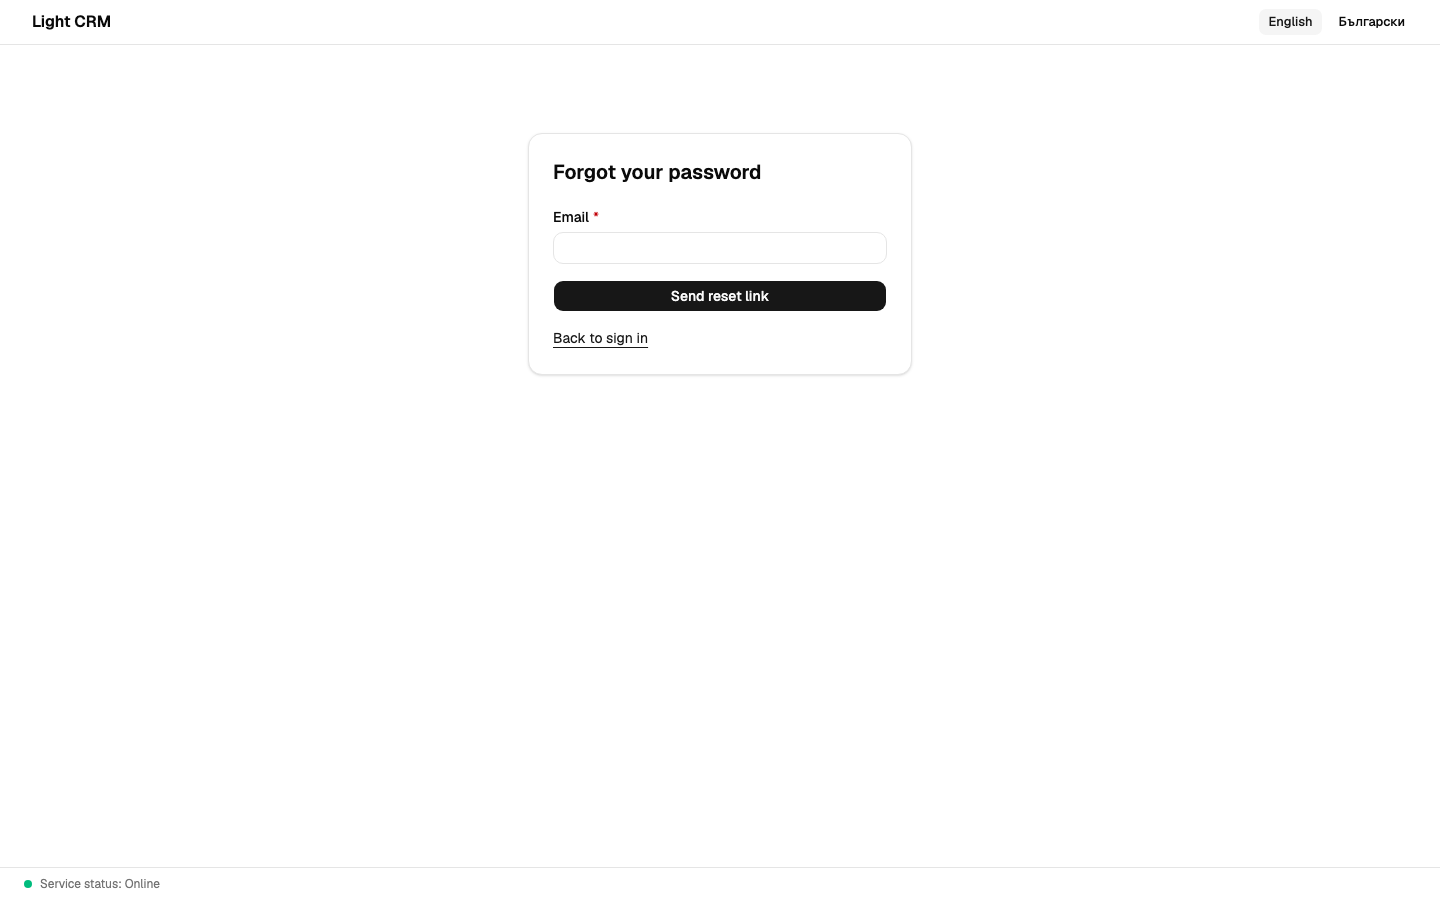 Light CRM
English
Български
Forgot your password
Email *
Send reset link
Back to sign in
Service status: Online